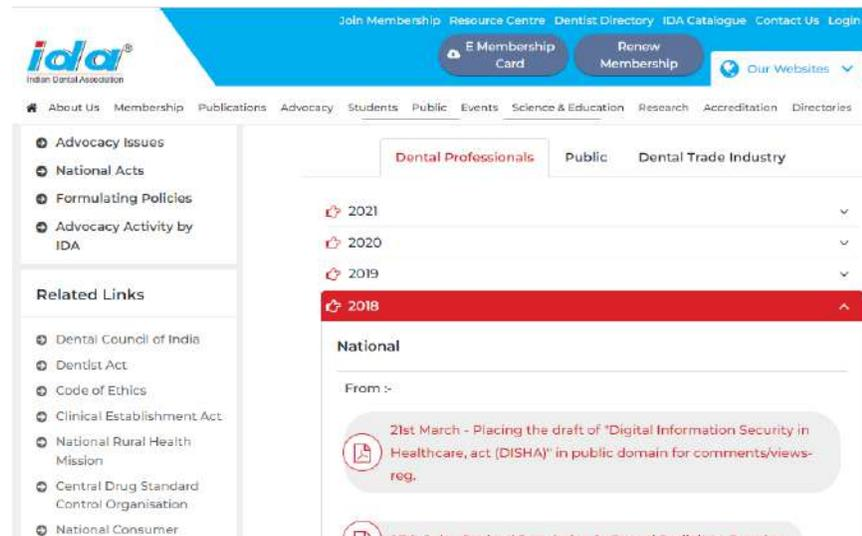 Join Membership Resource Centre Dentist Directory IDA Catalogue Contact Us Login
ida®
Indian Dental Association
E Membership
Card
Renew
Membership
Our Websites
About Us Membership Publications Advocacy Students Public Events Science & Education Research Accreditation Directories
Advocacy Issues
National Acts
Formulating Policies
Advocacy Activity by
IDA
Related Links
Dental Council of India
Dentist Act
Code of Ethics
Clinical Establishment Act
National Rural Health
Mission
Central Drug Standard
Control Organisation
National Consumer
Dental Professionals Public Dental Trade Industry
2021
2020
2019
2018
National
From :-
21st March - Placing the draft of "Digital Information Security in
Healthcare, act (DISHA)" in public domain for comments/views-
reg.